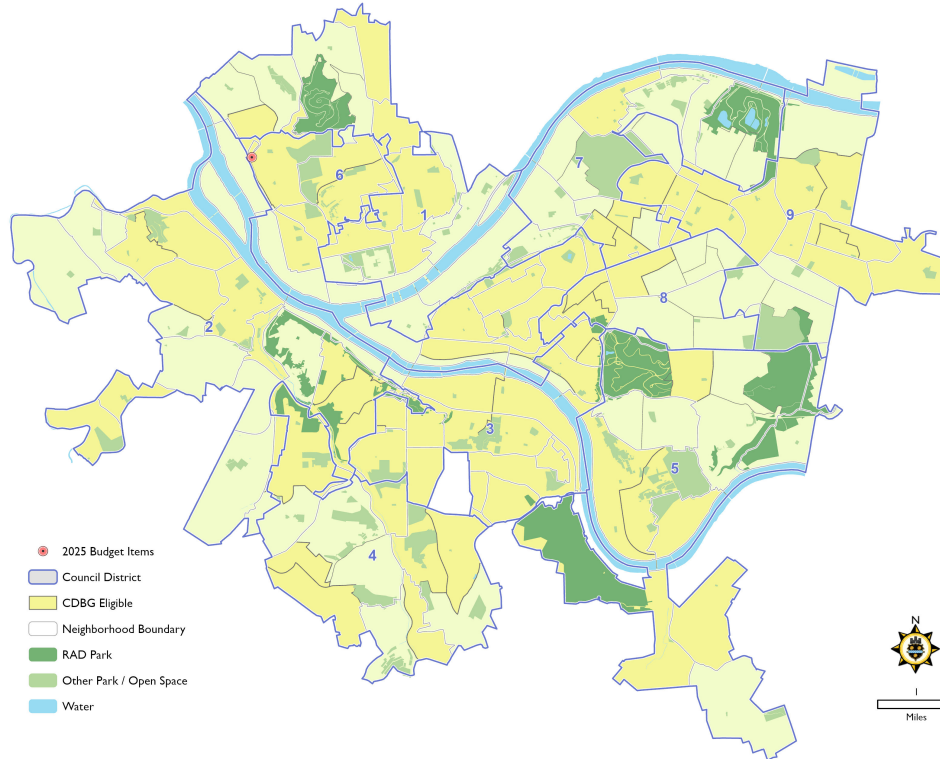 7
6
9
1
8
2
3
5
4
2025 Budget Items
Council District
CDBG Eligible
Neighborhood Boundary
RAD Park
Other Park / Open Space
Water
N
1
Miles